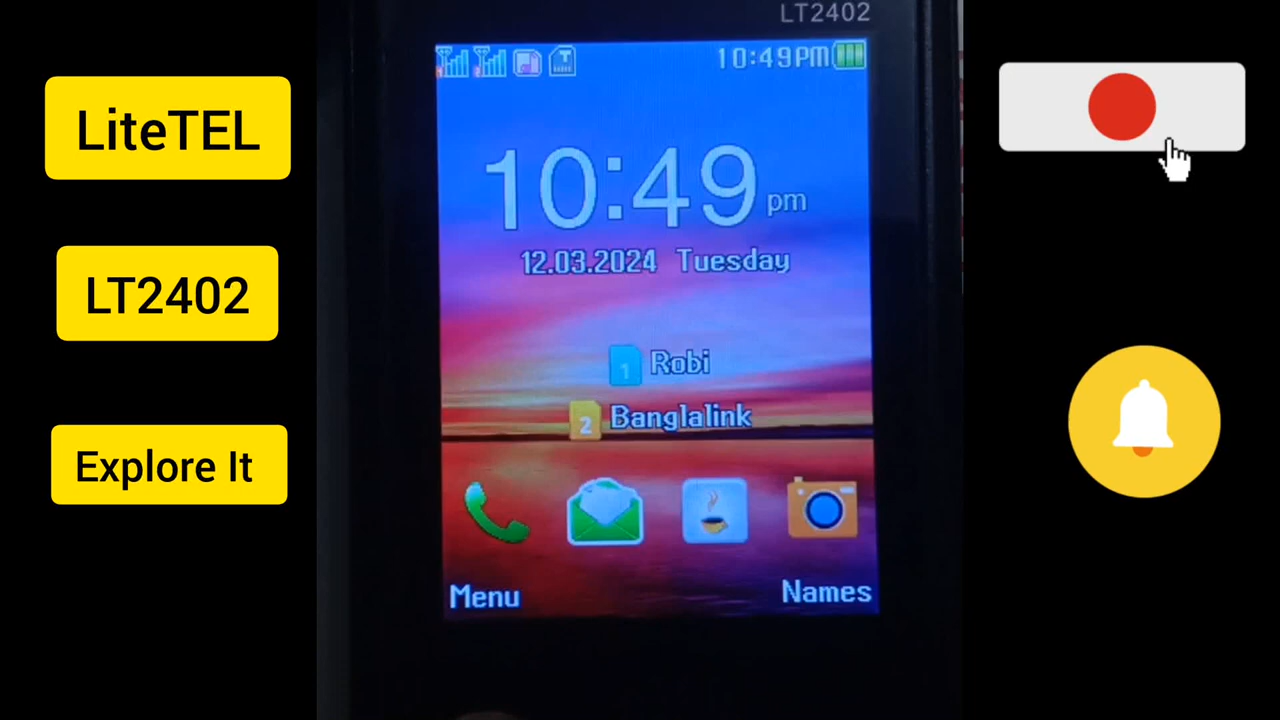 LiteTEL
LT2402
Explore It
LT2402
10:49PM
10:49 pm
12.03.2024 Tuesday
1 Robi
2 Banglalink
Menu
Names